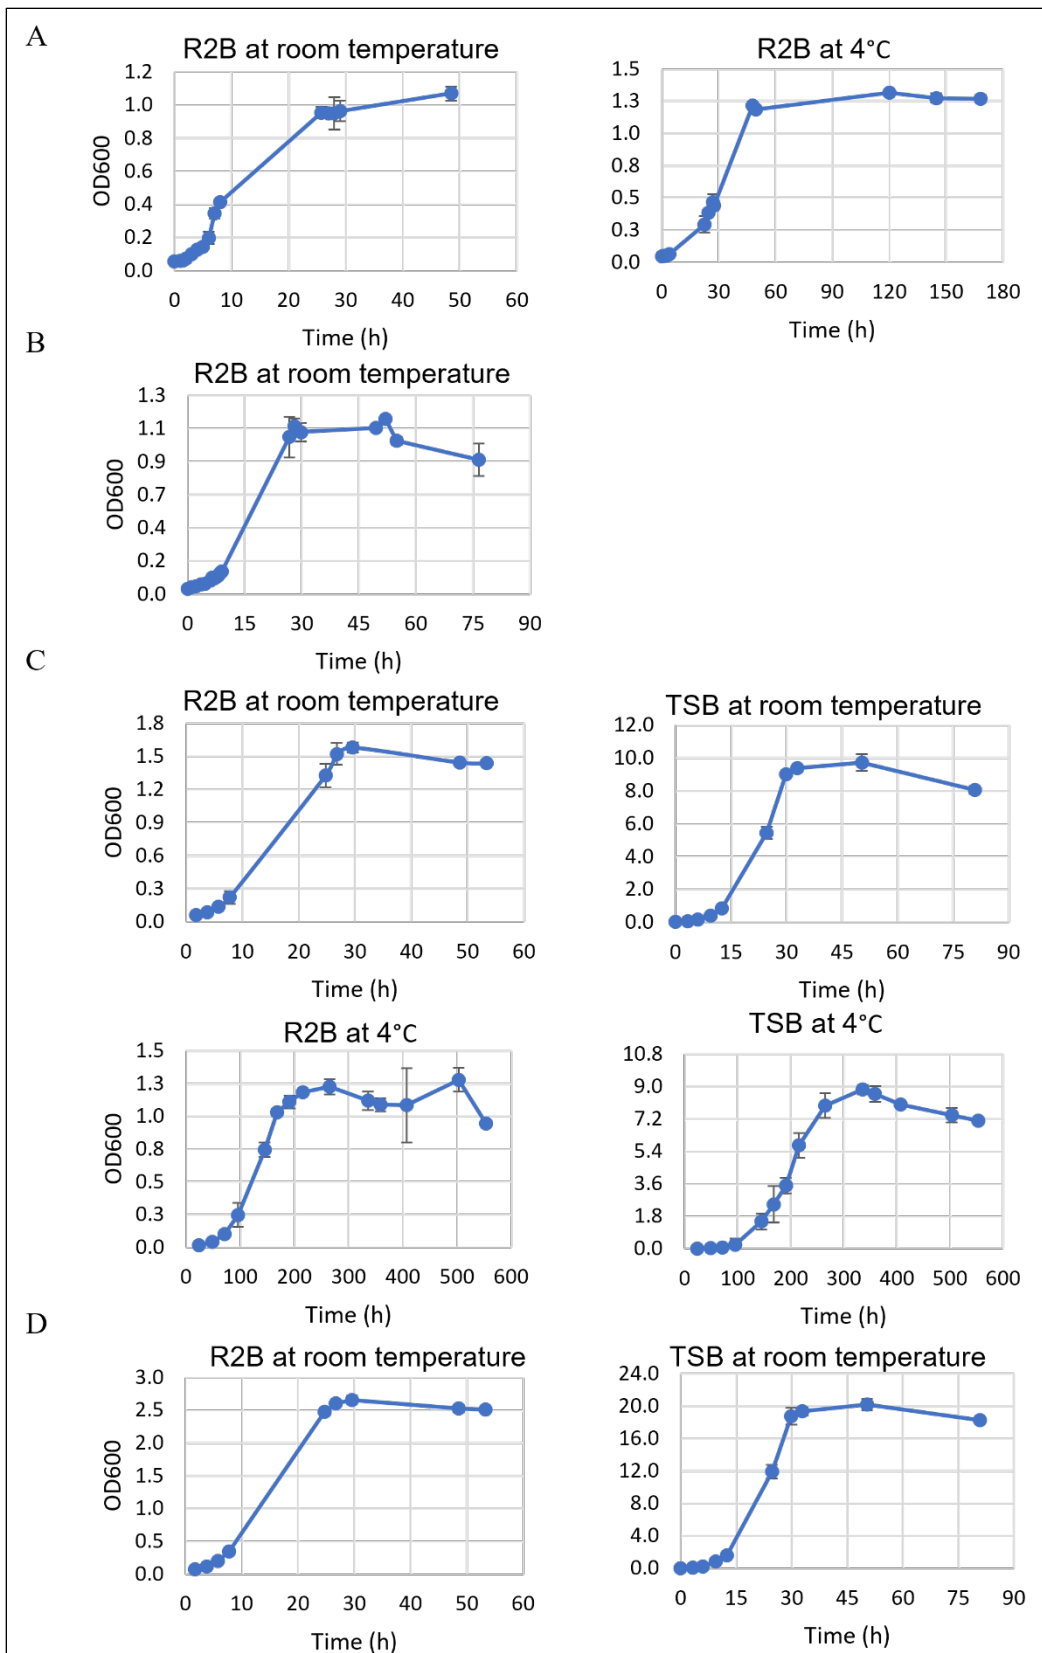 A
R2B at room temperature
OD600
1.2
1.0
0.8
0.6
0.4
0.2
0.0
0 10 20 30 40 50 60
Time (h)
R2B at 4°C
1.5
1.3
1.0
0.8
0.5
0.3
0.0
0 30 60 90 120 150 180
Time (h)
B
R2B at room temperature
OD600
1.3
1.1
0.9
0.7
0.4
0.2
0.0
0 15 30 45 60 75 90
Time (h)
C
R2B at room temperature
OD600
1.8
1.5
1.2
0.9
0.6
0.3
0.0
0 10 20 30 40 50 60
Time (h)
TSB at room temperature
12.0
10.0
8.0
6.0
4.0
2.0
0.0
0 15 30 45 60 75 90
Time (h)
R2B at 4°C
OD600
1.5
1.3
1.0
0.8
0.5
0.3
0.0
0 100 200 300 400 500 600
Time (h)
TSB at 4°C
10.8
9.0
7.2
5.4
3.6
1.8
0.0
0 100 200 300 400 500 600
Time (h)
D
R2B at room temperature
OD600
3.0
2.5
2.0
1.5
1.0
0.5
0.0
0 10 20 30 40 50 60
Time (h)
TSB at room temperature
24.0
20.0
16.0
12.0
8.0
4.0
0.0
0 15 30 45 60 75 90
Time (h)